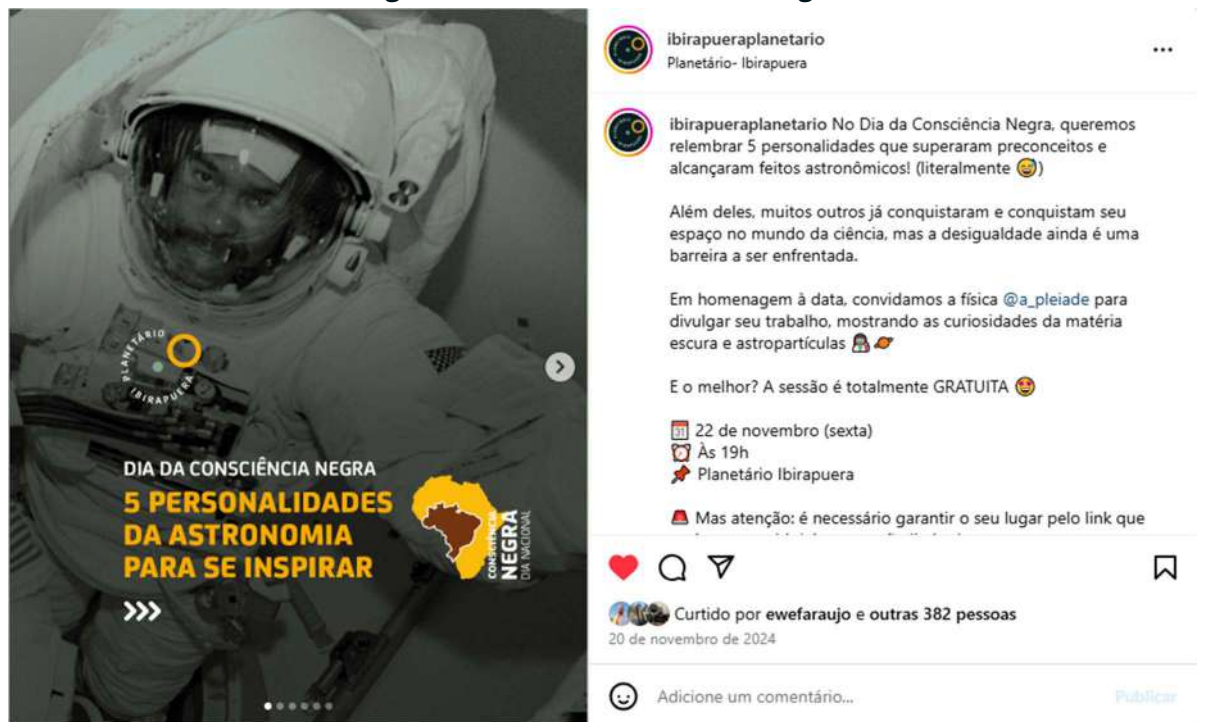 PLANETÁRIO
IBIRAPUERA
DIA DA CONSCIÊNCIA NEGRA
5 PERSONALIDADES
DA ASTRONOMIA
PARA SE INSPIRAR
>>>
CONSCIÊNCIA
NEGRA
DIA NACIONAL
ibirapueraplanetario
Planetário- Ibirapuera
ibirapueraplanetario No Dia da Consciência Negra, queremos
relembrar 5 personalidades que superaram preconceitos e
alcançaram feitos astronômicos! (literalmente 😅)
Além deles, muitos outros já conquistaram e conquistam seu
espaço no mundo da ciência, mas a desigualdade ainda é uma
barreira a ser enfrentada.
Em homenagem à data, convidamos a física @a_pleiade para
divulgar seu trabalho, mostrando as curiosidades da matéria
escura e astropartículas 👩🏾‍🚀🪐
E o melhor? A sessão é totalmente GRATUITA 🤩
📅 22 de novembro (sexta)
⏰ Às 19h
📌 Planetário Ibirapuera
🚨 Mas atenção: é necessário garantir o seu lugar pelo link que
Curtido por ewefaraujo e outras 382 pessoas
20 de novembro de 2024
Adicione um comentário...
Publicar